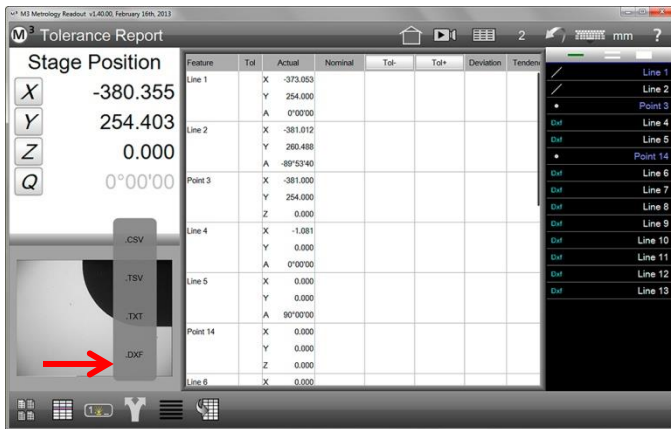 M3 Metrology Readout v1.40.00, February 16th, 2013
M3 Tolerance Report 2 mm ?
Stage Position
X -380.355
Y 254.403
Z 0.000
Q 0°00'00
.CSV
.TSV
.TXT
.DXF
Feature Tol Actual Nominal Tol- Tol+ Deviation Tenden
Line 1 X -373.053
Y 254.000
A 0°00'00
Line 2 X -381.012
Y 260.488
A -89°53'40
Point 3 X -381.000
Y 254.000
Z 0.000
Line 4 X -1.081
Y 0.000
A 0°00'00
Line 5 X 0.000
Y 0.000
A 90°00'00
Point 14 X 0.000
Y 0.000
Z 0.000
Line 6 X 0.000
Line 1
Line 2
Point 3
Dxf Line 4
Dxf Line 5
Point 14
Dxf Line 6
Dxf Line 7
Dxf Line 8
Dxf Line 9
Dxf Line 10
Dxf Line 11
Dxf Line 12
Dxf Line 13